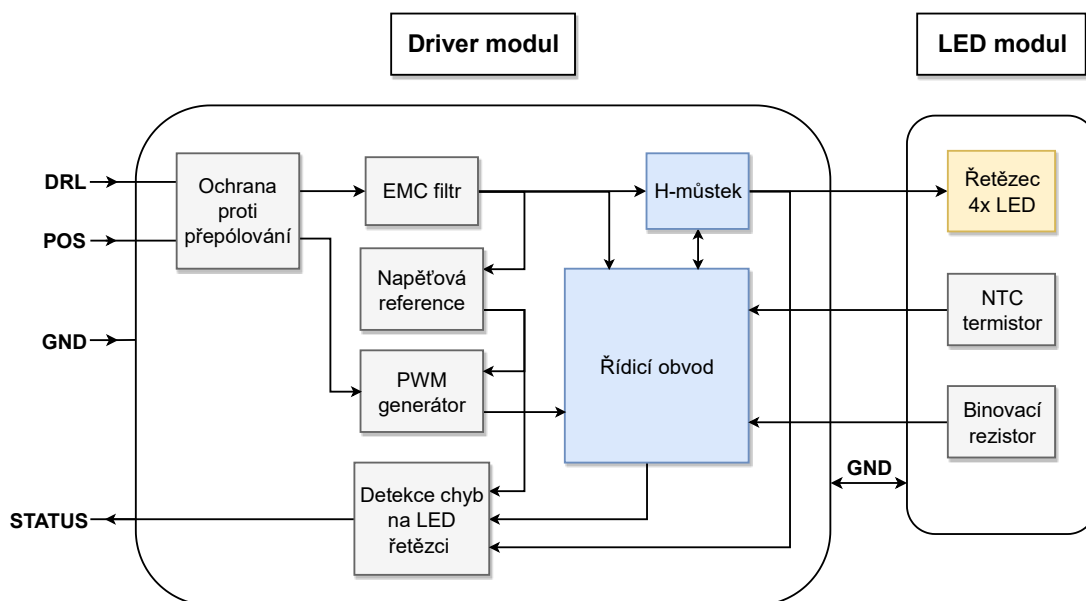 Driver modul
LED modul
DRL
POS
GND
STATUS
Ochrana
proti
přepólování
EMC filtr
H-můstek
Napěťová
reference
PWM
generátor
Řídicí obvod
Detekce chyb
na LED
řetězci
GND
Řetězec
4x LED
NTC
termistor
Binovací
rezistor